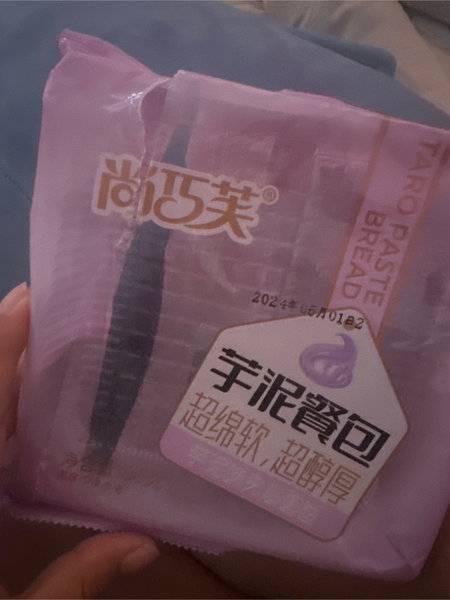 尚巧芙®
TARO PASTE
BREAD
2024年05月01日2
芋泥餐包
超绵软,超醇厚